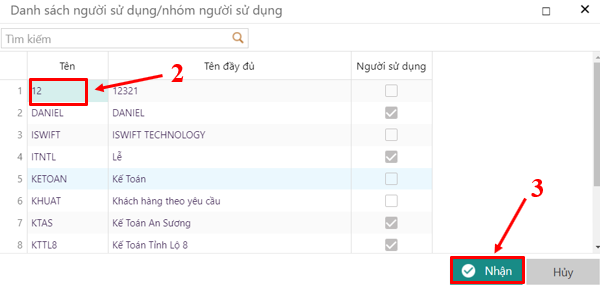 Danh sách người sử dụng/nhóm người sử dụng
Tìm kiếm
Tên Tên đầy đủ Người sử dụng
1 12 12321
2 DANIEL DANIEL
3 ISWIFT ISWIFT TECHNOLOGY
4 ITNTL Lễ
5 KETOAN Kế Toán
6 KHUAT Khách hàng theo yêu cầu
7 KTAS Kế Toán An Sương
8 KTTL8 Kế Toán Tỉnh Lộ 8
2
3
Nhận Hủy